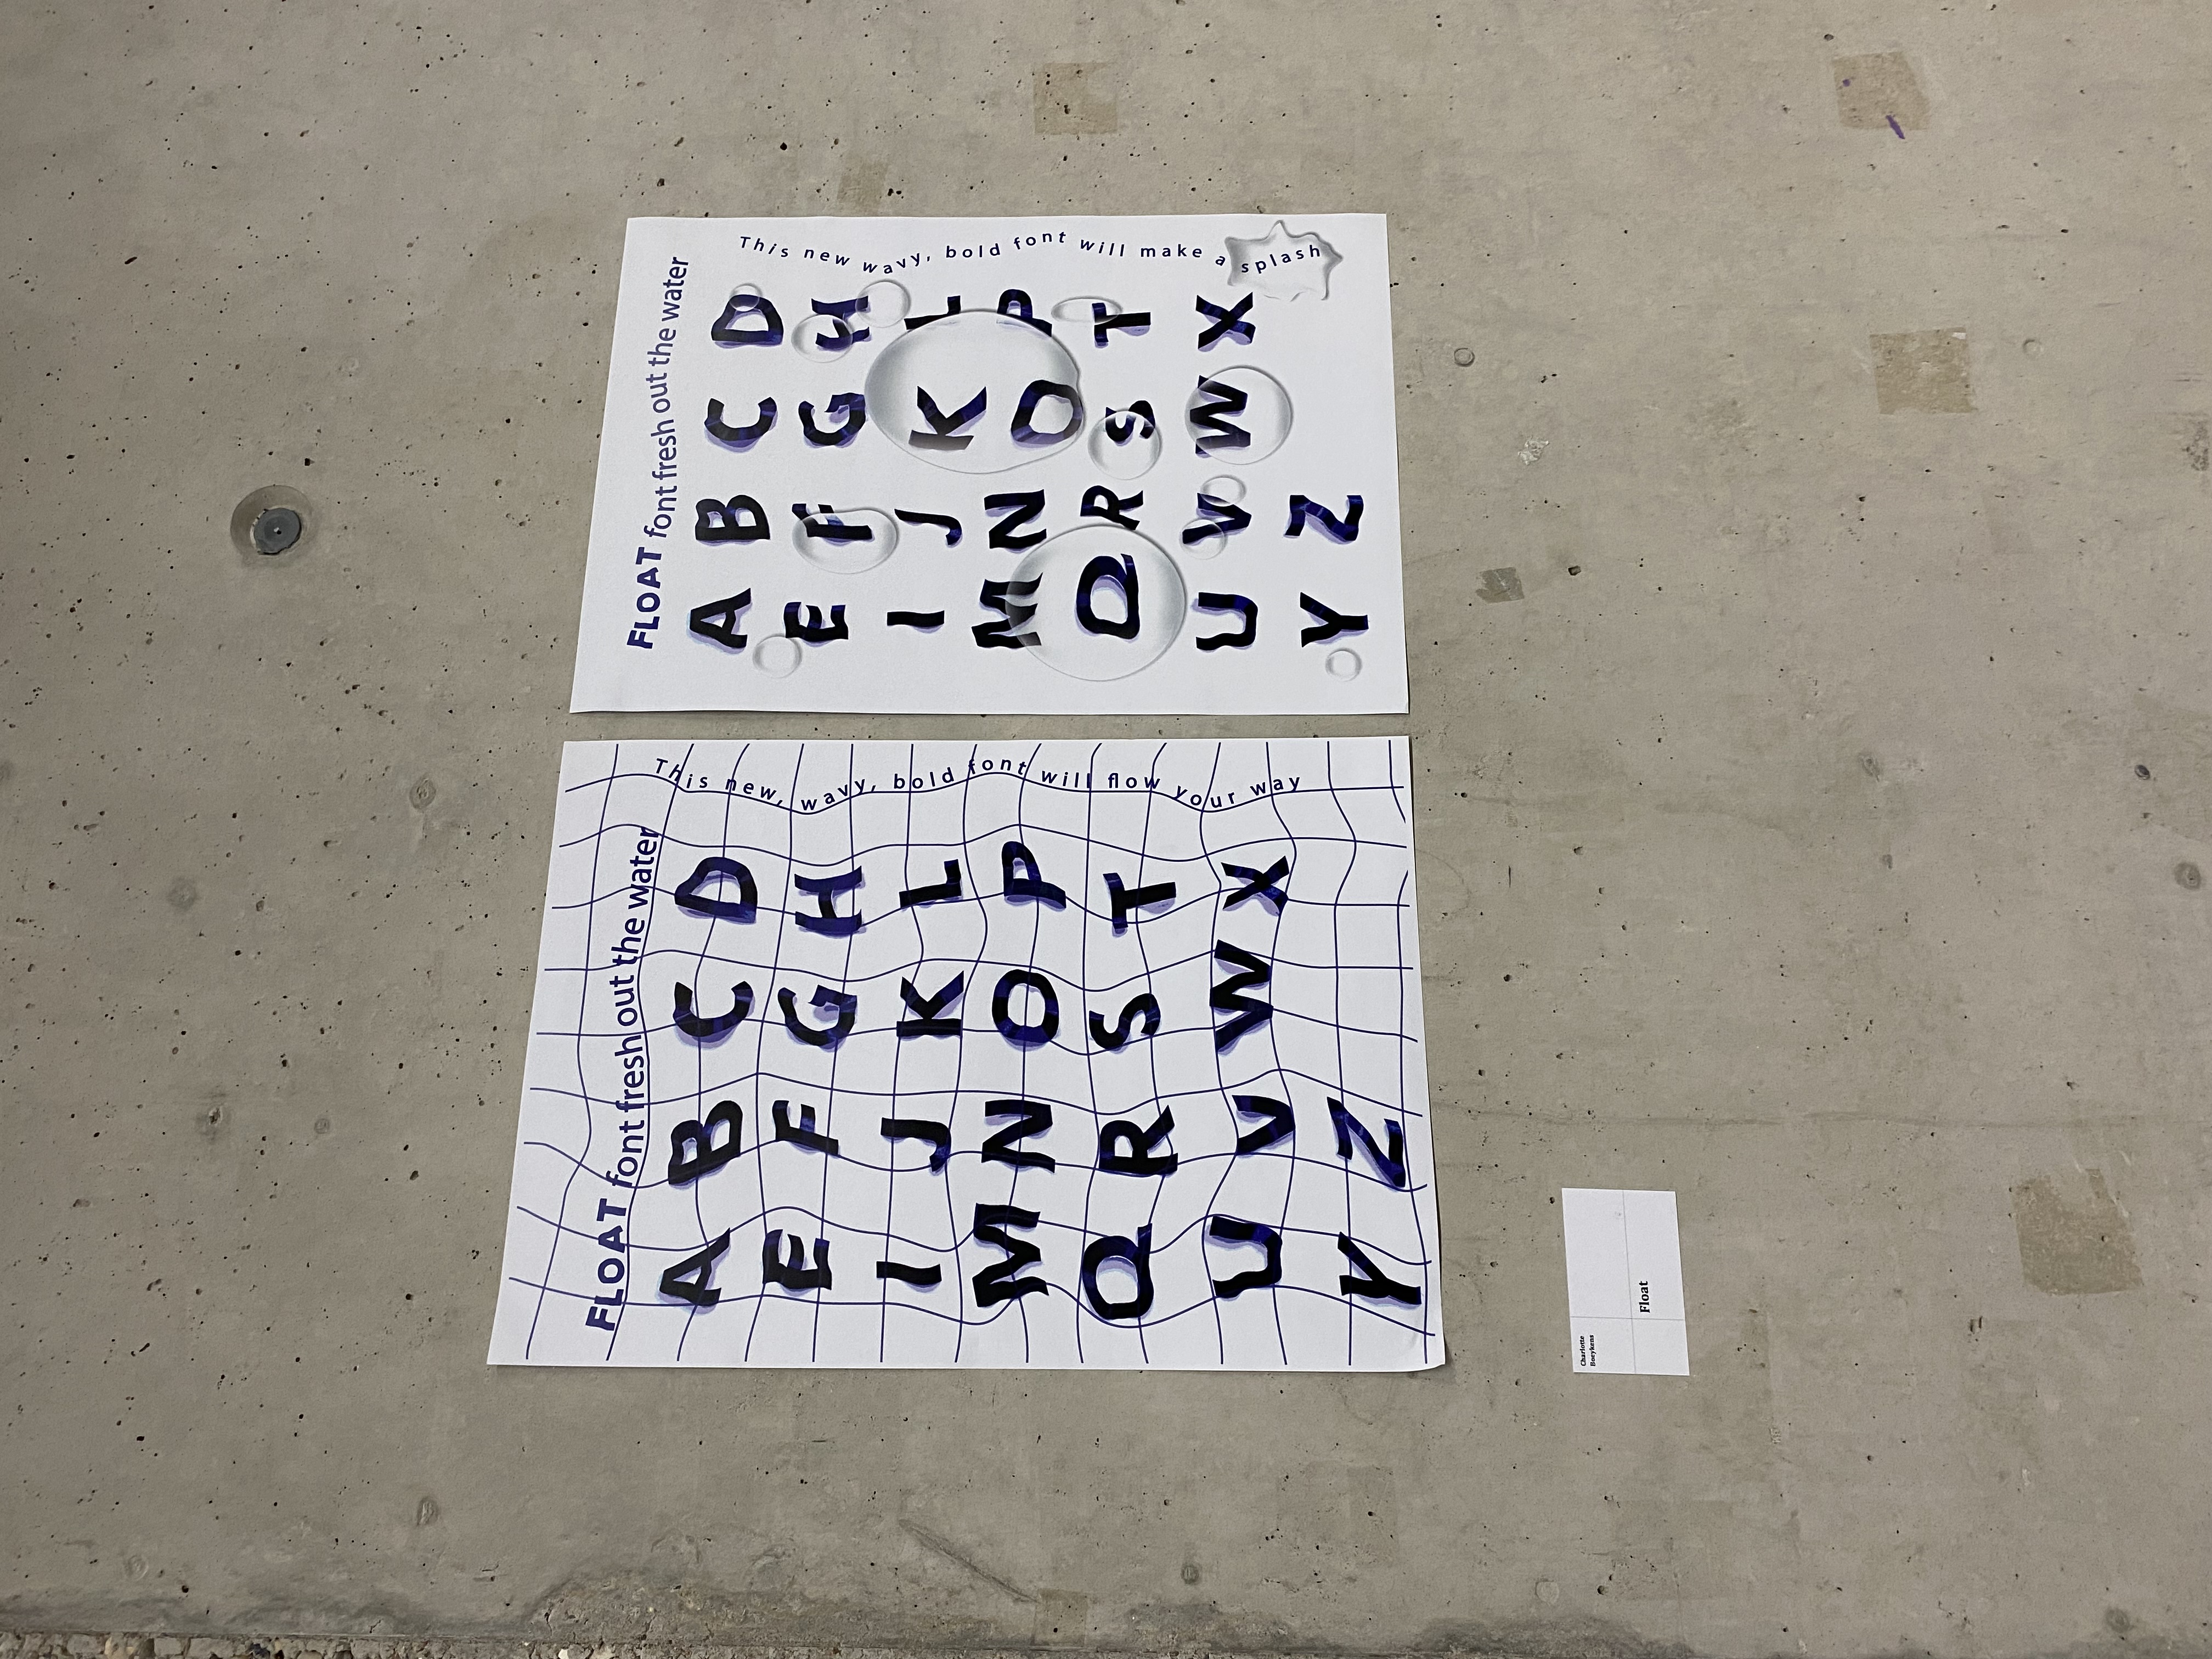 FLOAT font fresh out the water
A B C D
E F G H
I J K L
M N O P
Q R S T
U V W X
Y Z
This new, wavy, bold font will flow your way
FLOAT font fresh out the water
A B C D
E F G H
I J K L
M N O P
Q R S T
U V W X
Y Z
This new wavy, bold font will make a splash
Charlotte
Boeykens
Float